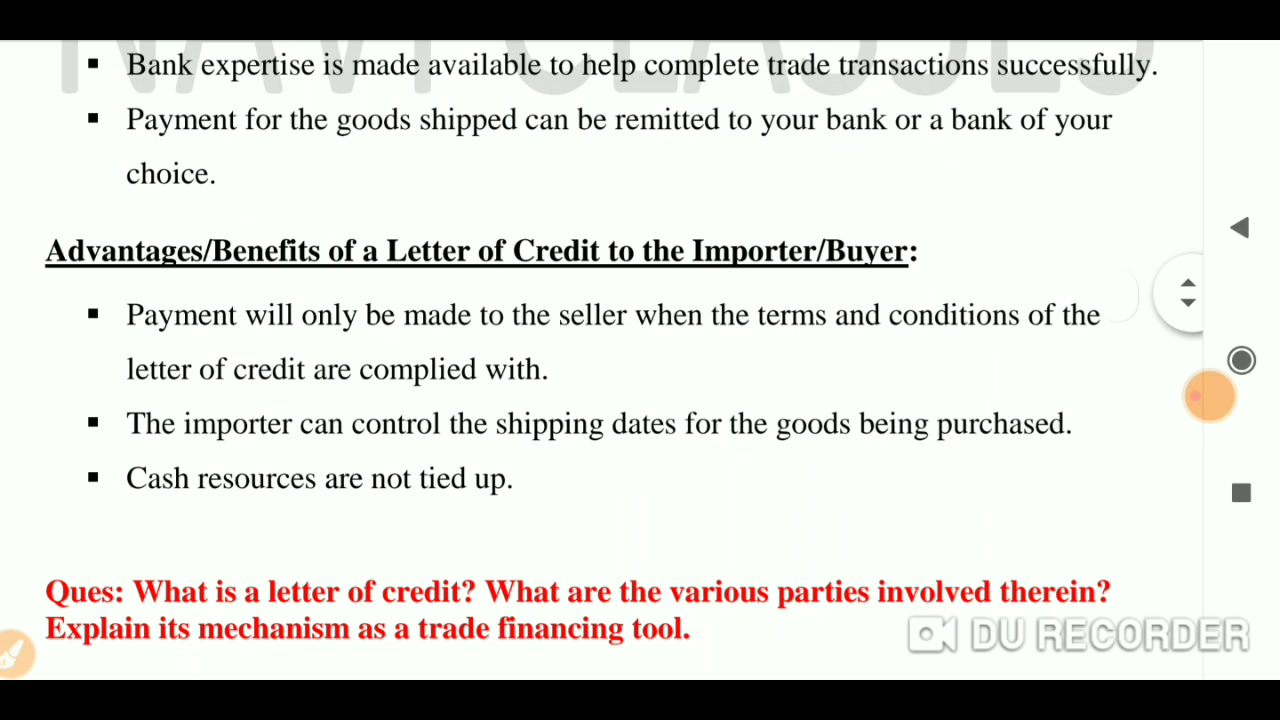 NAVI CLASSES
▪ Bank expertise is made available to help complete trade transactions successfully.
▪ Payment for the goods shipped can be remitted to your bank or a bank of your
choice.
Advantages/Benefits of a Letter of Credit to the Importer/Buyer:
▪ Payment will only be made to the seller when the terms and conditions of the
letter of credit are complied with.
▪ The importer can control the shipping dates for the goods being purchased.
▪ Cash resources are not tied up.
Ques: What is a letter of credit? What are the various parties involved therein?
Explain its mechanism as a trade financing tool.
DU RECORDER